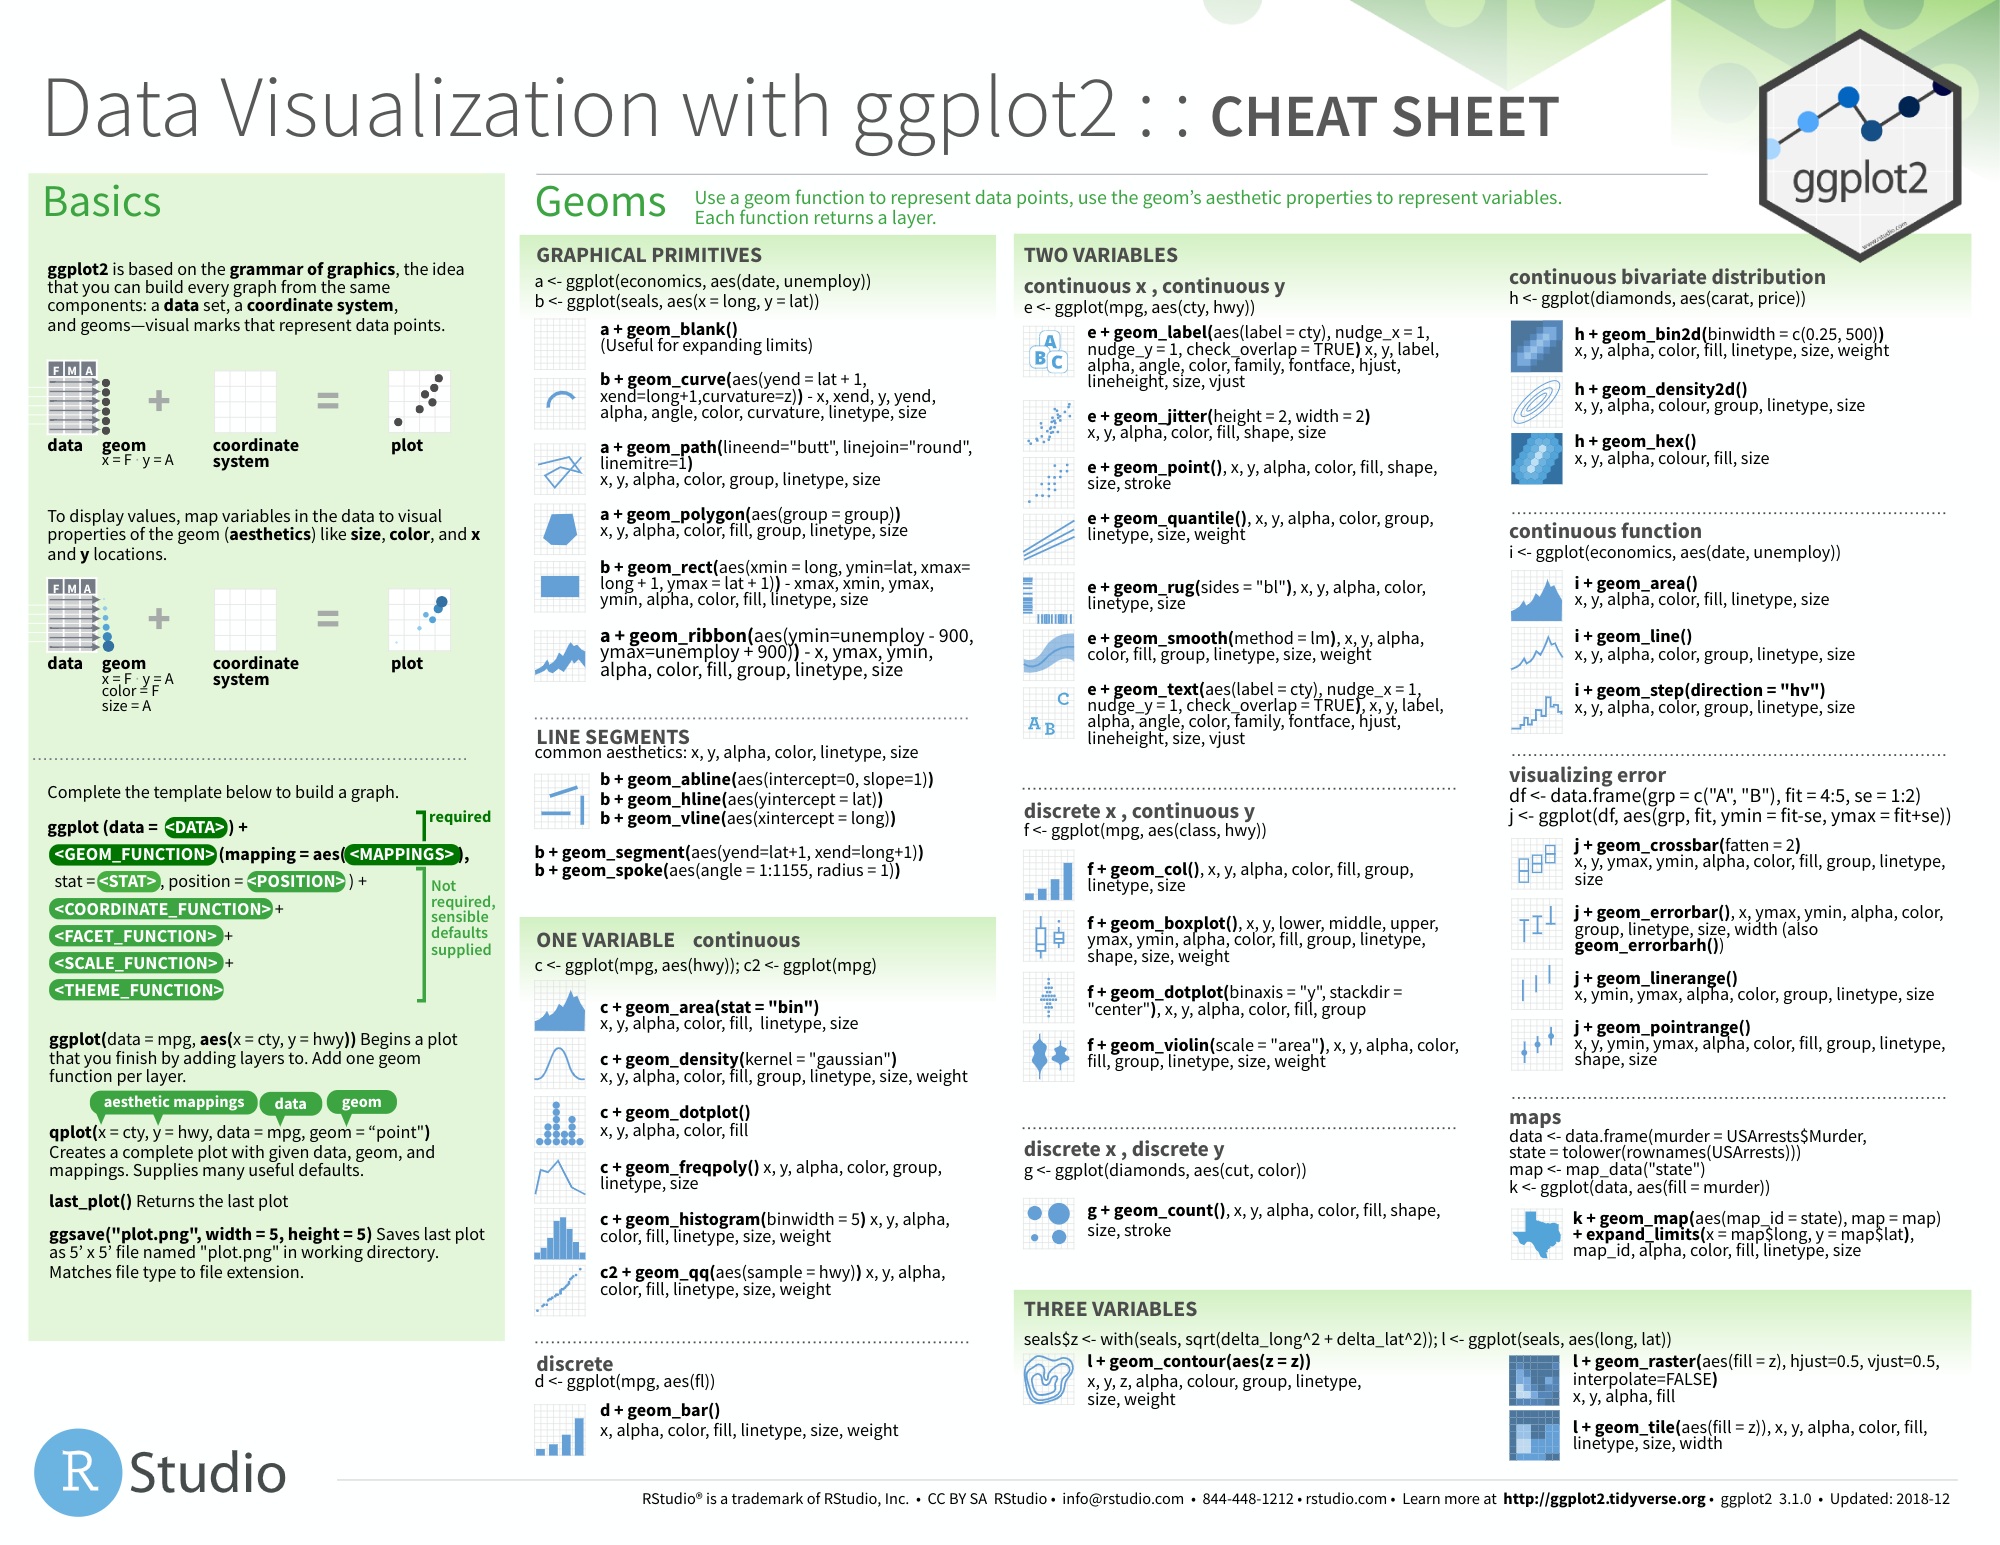 Data Visualization with ggplot2 : : CHEAT SHEET
ggplot2
www.rstudio.com
Basics
ggplot2 is based on the grammar of graphics, the idea
that you can build every graph from the same
components: a data set, a coordinate system,
and geoms—visual marks that represent data points.
F M A
+ =
data geom coordinate plot
x = F · y = A system
To display values, map variables in the data to visual
properties of the geom (aesthetics) like size, color, and x
and y locations.
F M A
+ =
data geom coordinate plot
x = F · y = A system
color = F
size = A
Complete the template below to build a graph.
required
ggplot (data = <DATA>) +
<GEOM_FUNCTION> (mapping = aes(<MAPPINGS>),
stat = <STAT>, position = <POSITION> ) +
<COORDINATE_FUNCTION> +
<FACET_FUNCTION> +
<SCALE_FUNCTION> +
<THEME_FUNCTION>
Not
required,
sensible
defaults
supplied
ggplot(data = mpg, aes(x = cty, y = hwy)) Begins a plot
that you finish by adding layers to. Add one geom
function per layer.
aesthetic mappings data geom
qplot(x = cty, y = hwy, data = mpg, geom = “point")
Creates a complete plot with given data, geom, and
mappings. Supplies many useful defaults.
last_plot() Returns the last plot
ggsave("plot.png", width = 5, height = 5) Saves last plot
as 5’ x 5’ file named "plot.png" in working directory.
Matches file type to file extension.
Geoms
Use a geom function to represent data points, use the geom’s aesthetic properties to represent variables.
Each function returns a layer.
GRAPHICAL PRIMITIVES
a <- ggplot(economics, aes(date, unemploy))
b <- ggplot(seals, aes(x = long, y = lat))
a + geom_blank()
(Useful for expanding limits)
b + geom_curve(aes(yend = lat + 1,
xend=long+1,curvature=z)) - x, xend, y, yend,
alpha, angle, color, curvature, linetype, size
a + geom_path(lineend="butt", linejoin="round",
linemitre=1)
x, y, alpha, color, group, linetype, size
a + geom_polygon(aes(group = group))
x, y, alpha, color, fill, group, linetype, size
b + geom_rect(aes(xmin = long, ymin=lat, xmax=
long + 1, ymax = lat + 1)) - xmax, xmin, ymax,
ymin, alpha, color, fill, linetype, size
a + geom_ribbon(aes(ymin=unemploy - 900,
ymax=unemploy + 900)) - x, ymax, ymin,
alpha, color, fill, group, linetype, size
LINE SEGMENTS
common aesthetics: x, y, alpha, color, linetype, size
b + geom_abline(aes(intercept=0, slope=1))
b + geom_hline(aes(yintercept = lat))
b + geom_vline(aes(xintercept = long))
b + geom_segment(aes(yend=lat+1, xend=long+1))
b + geom_spoke(aes(angle = 1:1155, radius = 1))
ONE VARIABLE continuous
c <- ggplot(mpg, aes(hwy)); c2 <- ggplot(mpg)
c + geom_area(stat = "bin")
x, y, alpha, color, fill, linetype, size
c + geom_density(kernel = "gaussian")
x, y, alpha, color, fill, group, linetype, size, weight
c + geom_dotplot()
x, y, alpha, color, fill
c + geom_freqpoly() x, y, alpha, color, group,
linetype, size
c + geom_histogram(binwidth = 5) x, y, alpha,
color, fill, linetype, size, weight
c2 + geom_qq(aes(sample = hwy)) x, y, alpha,
color, fill, linetype, size, weight
discrete
d <- ggplot(mpg, aes(fl))
d + geom_bar()
x, alpha, color, fill, linetype, size, weight
TWO VARIABLES
continuous x , continuous y
e <- ggplot(mpg, aes(cty, hwy))
A
B C
e + geom_label(aes(label = cty), nudge_x = 1,
nudge_y = 1, check_overlap = TRUE) x, y, label,
alpha, angle, color, family, fontface, hjust,
lineheight, size, vjust
e + geom_jitter(height = 2, width = 2)
x, y, alpha, color, fill, shape, size
e + geom_point(), x, y, alpha, color, fill, shape,
size, stroke
e + geom_quantile(), x, y, alpha, color, group,
linetype, size, weight
e + geom_rug(sides = "bl"), x, y, alpha, color,
linetype, size
e + geom_smooth(method = lm), x, y, alpha,
color, fill, group, linetype, size, weight
C
A B
e + geom_text(aes(label = cty), nudge_x = 1,
nudge_y = 1, check_overlap = TRUE), x, y, label,
alpha, angle, color, family, fontface, hjust,
lineheight, size, vjust
discrete x , continuous y
f <- ggplot(mpg, aes(class, hwy))
f + geom_col(), x, y, alpha, color, fill, group,
linetype, size
f + geom_boxplot(), x, y, lower, middle, upper,
ymax, ymin, alpha, color, fill, group, linetype,
shape, size, weight
f + geom_dotplot(binaxis = "y", stackdir =
"center"), x, y, alpha, color, fill, group
f + geom_violin(scale = "area"), x, y, alpha, color,
fill, group, linetype, size, weight
discrete x , discrete y
g <- ggplot(diamonds, aes(cut, color))
g + geom_count(), x, y, alpha, color, fill, shape,
size, stroke
continuous bivariate distribution
h <- ggplot(diamonds, aes(carat, price))
h + geom_bin2d(binwidth = c(0.25, 500))
x, y, alpha, color, fill, linetype, size, weight
h + geom_density2d()
x, y, alpha, colour, group, linetype, size
h + geom_hex()
x, y, alpha, colour, fill, size
continuous function
i <- ggplot(economics, aes(date, unemploy))
i + geom_area()
x, y, alpha, color, fill, linetype, size
i + geom_line()
x, y, alpha, color, group, linetype, size
i + geom_step(direction = "hv")
x, y, alpha, color, group, linetype, size
visualizing error
df <- data.frame(grp = c("A", "B"), fit = 4:5, se = 1:2)
j <- ggplot(df, aes(grp, fit, ymin = fit-se, ymax = fit+se))
j + geom_crossbar(fatten = 2)
x, y, ymax, ymin, alpha, color, fill, group, linetype,
size
j + geom_errorbar(), x, ymax, ymin, alpha, color,
group, linetype, size, width (also
geom_errorbarh())
j + geom_linerange()
x, ymin, ymax, alpha, color, group, linetype, size
j + geom_pointrange()
x, y, ymin, ymax, alpha, color, fill, group, linetype,
shape, size
maps
data <- data.frame(murder = USArrests$Murder,
state = tolower(rownames(USArrests)))
map <- map_data("state")
k <- ggplot(data, aes(fill = murder))
k + geom_map(aes(map_id = state), map = map)
+ expand_limits(x = map$long, y = map$lat),
map_id, alpha, color, fill, linetype, size
THREE VARIABLES
seals$z <- with(seals, sqrt(delta_long^2 + delta_lat^2)); l <- ggplot(seals, aes(long, lat))
l + geom_contour(aes(z = z))
x, y, z, alpha, colour, group, linetype,
size, weight
l + geom_raster(aes(fill = z), hjust=0.5, vjust=0.5,
interpolate=FALSE)
x, y, alpha, fill
l + geom_tile(aes(fill = z)), x, y, alpha, color, fill,
linetype, size, width
R Studio
RStudio® is a trademark of RStudio, Inc. • CC BY SA RStudio • info@rstudio.com • 844-448-1212 • rstudio.com • Learn more at http://ggplot2.tidyverse.org • ggplot2 3.1.0 • Updated: 2018-12